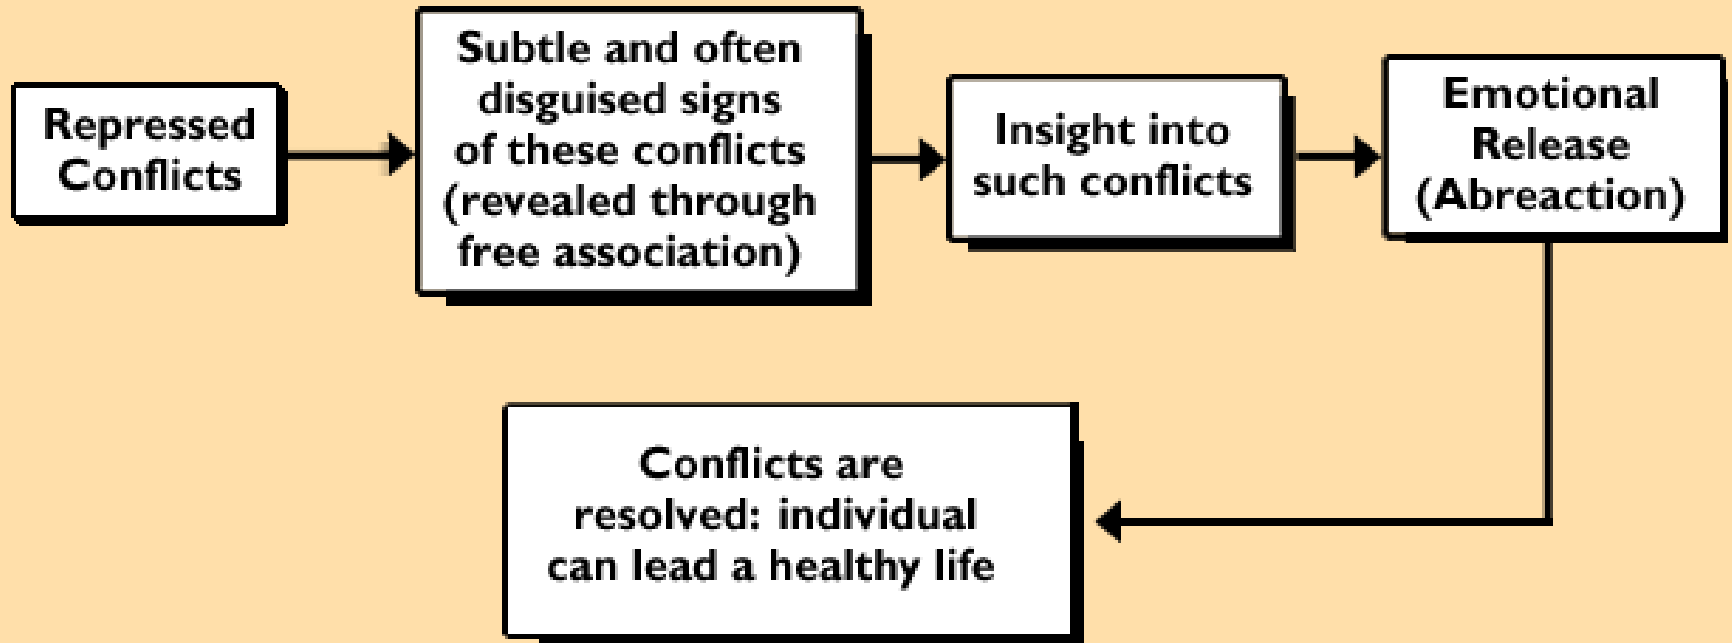 Repressed
Conflicts
Subtle and often
disguised signs
of these conflicts
(revealed through
free association)
Insight into
such conflicts
Emotional
Release
(Abreaction)
Conflicts are
resolved: individual
can lead a healthy life